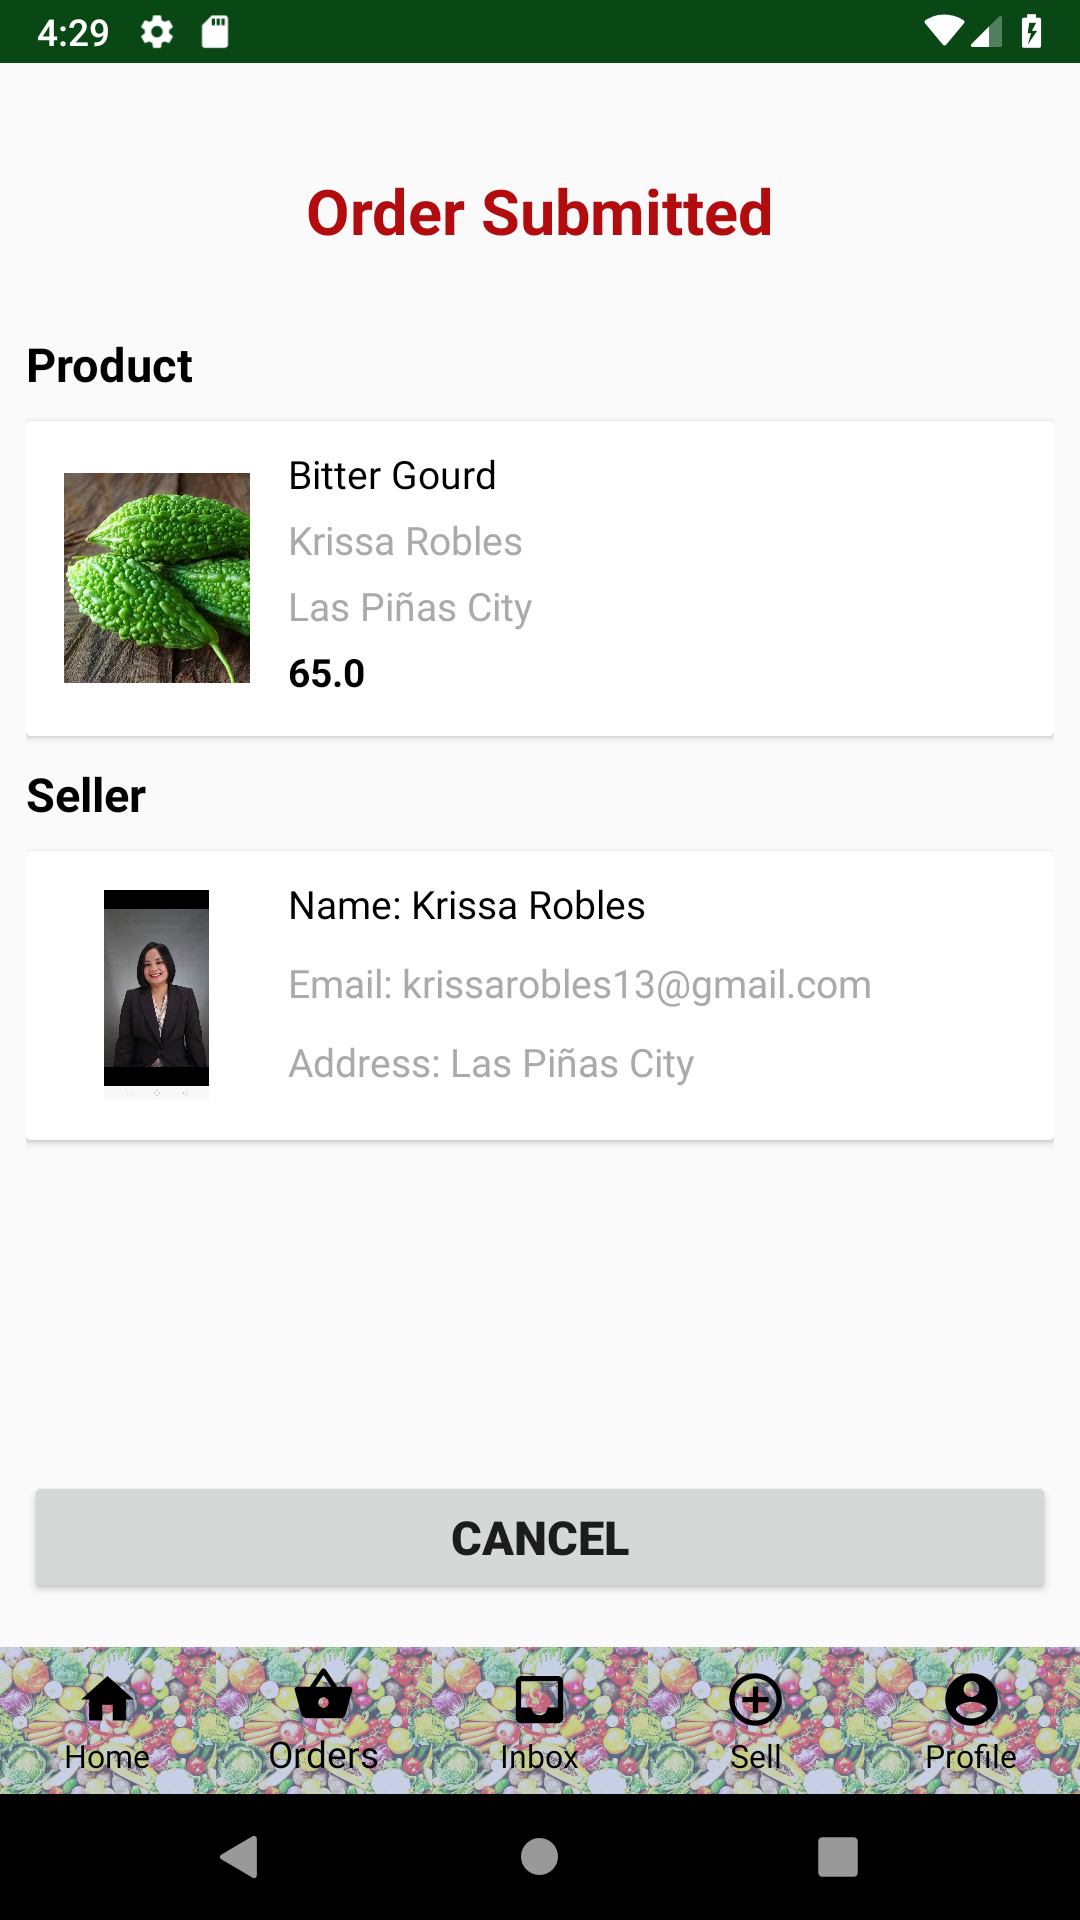 4:29
Order Submitted
Product
Bitter Gourd
Krissa Robles
Las Piñas City
65.0
Seller
Name: Krissa Robles
Email: krissarobles13@gmail.com
Address: Las Piñas City
CANCEL
Home Orders Inbox Sell Profile